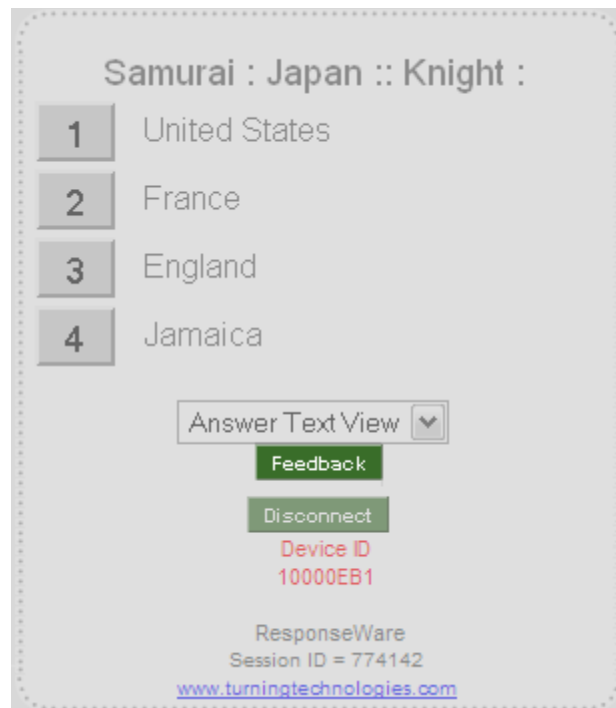 Samurai : Japan :: Knight :
1 United States
2 France
3 England
4 Jamaica
Answer Text View
Feedback
Disconnect
Device ID
10000EB1
ResponseWare
Session ID = 774142
www.turningtechnologies.com